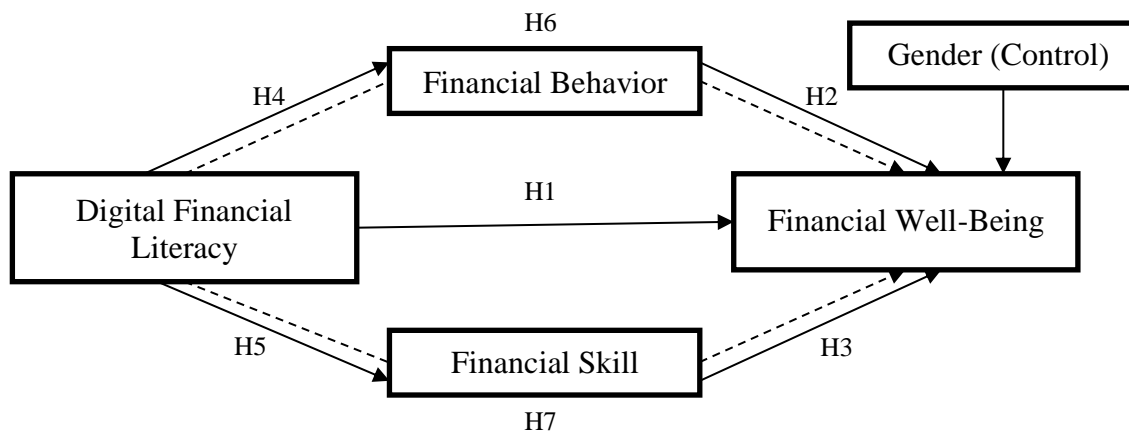 H6
Gender (Control)
Financial Behavior
H4
H2
H1
Digital Financial
Literacy
Financial Well-Being
H5
Financial Skill
H3
H7